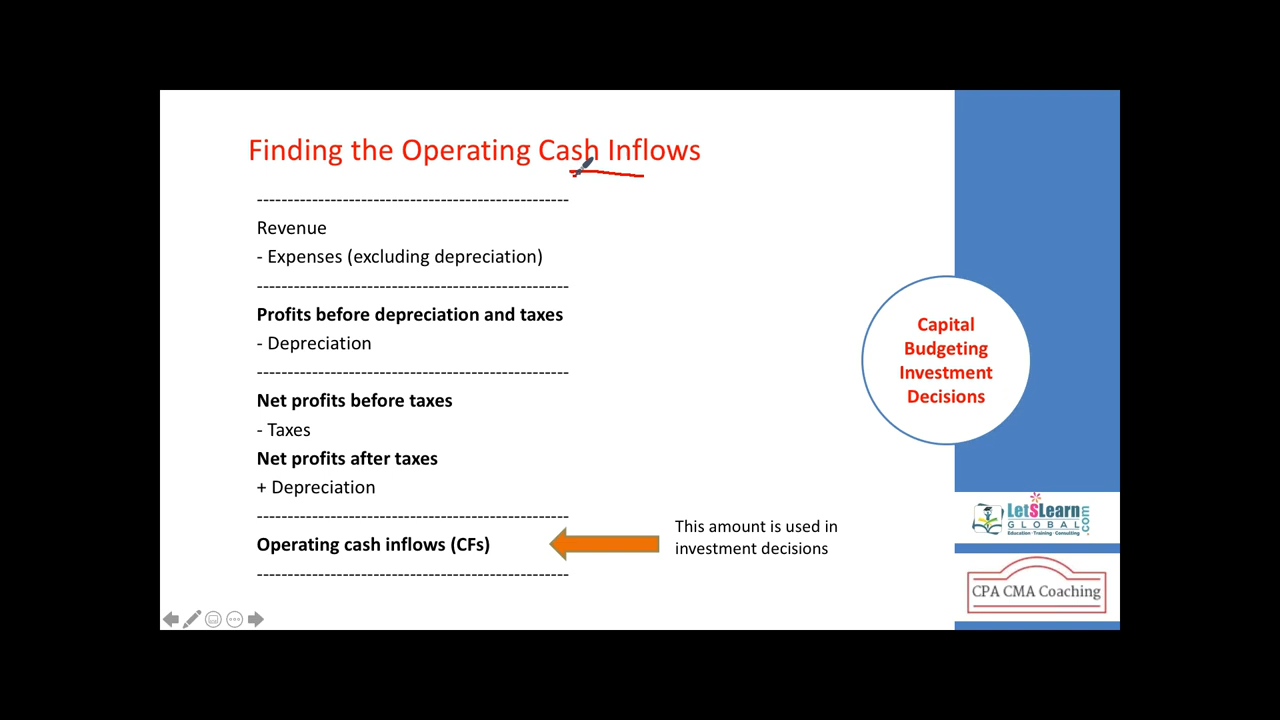 Finding the Operating Cash Inflows
---------------------------------------------------
Revenue
- Expenses (excluding depreciation)
---------------------------------------------------
Profits before depreciation and taxes
- Depreciation
---------------------------------------------------
Net profits before taxes
- Taxes
Net profits after taxes
+ Depreciation
---------------------------------------------------
Operating cash inflows (CFs)
---------------------------------------------------
This amount is used in
investment decisions
Capital
Budgeting
Investment
Decisions
LetSLearn
GLOBAL
.com
Education · Training · Consulting
CPA CMA Coaching